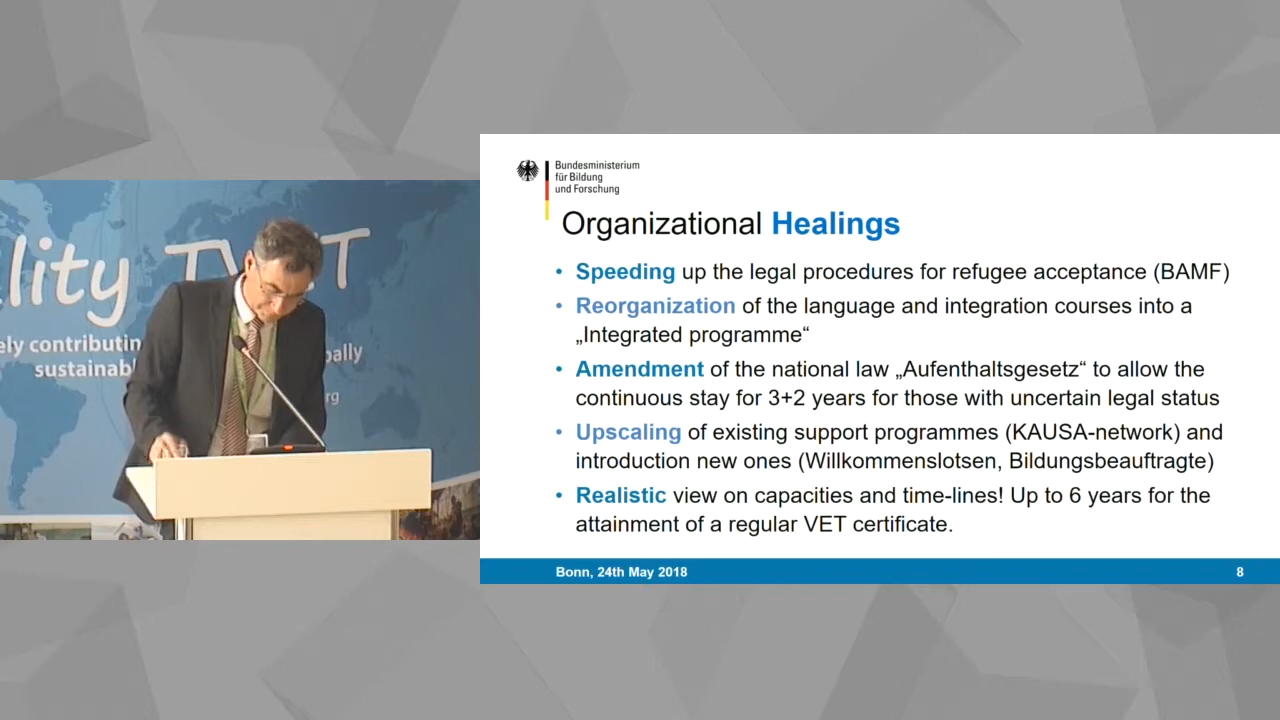 lity TVET
ely contributin
bally
sustainabl
rg
Bundesministerium
für Bildung
und Forschung
Organizational Healings
• Speeding up the legal procedures for refugee acceptance (BAMF)
• Reorganization of the language and integration courses into a
„Integrated programme“
• Amendment of the national law „Aufenthaltsgesetz“ to allow the
continuous stay for 3+2 years for those with uncertain legal status
• Upscaling of existing support programmes (KAUSA-network) and
introduction new ones (Willkommenslotsen, Bildungsbeauftragte)
• Realistic view on capacities and time-lines! Up to 6 years for the
attainment of a regular VET certificate.
Bonn, 24th May 2018
8